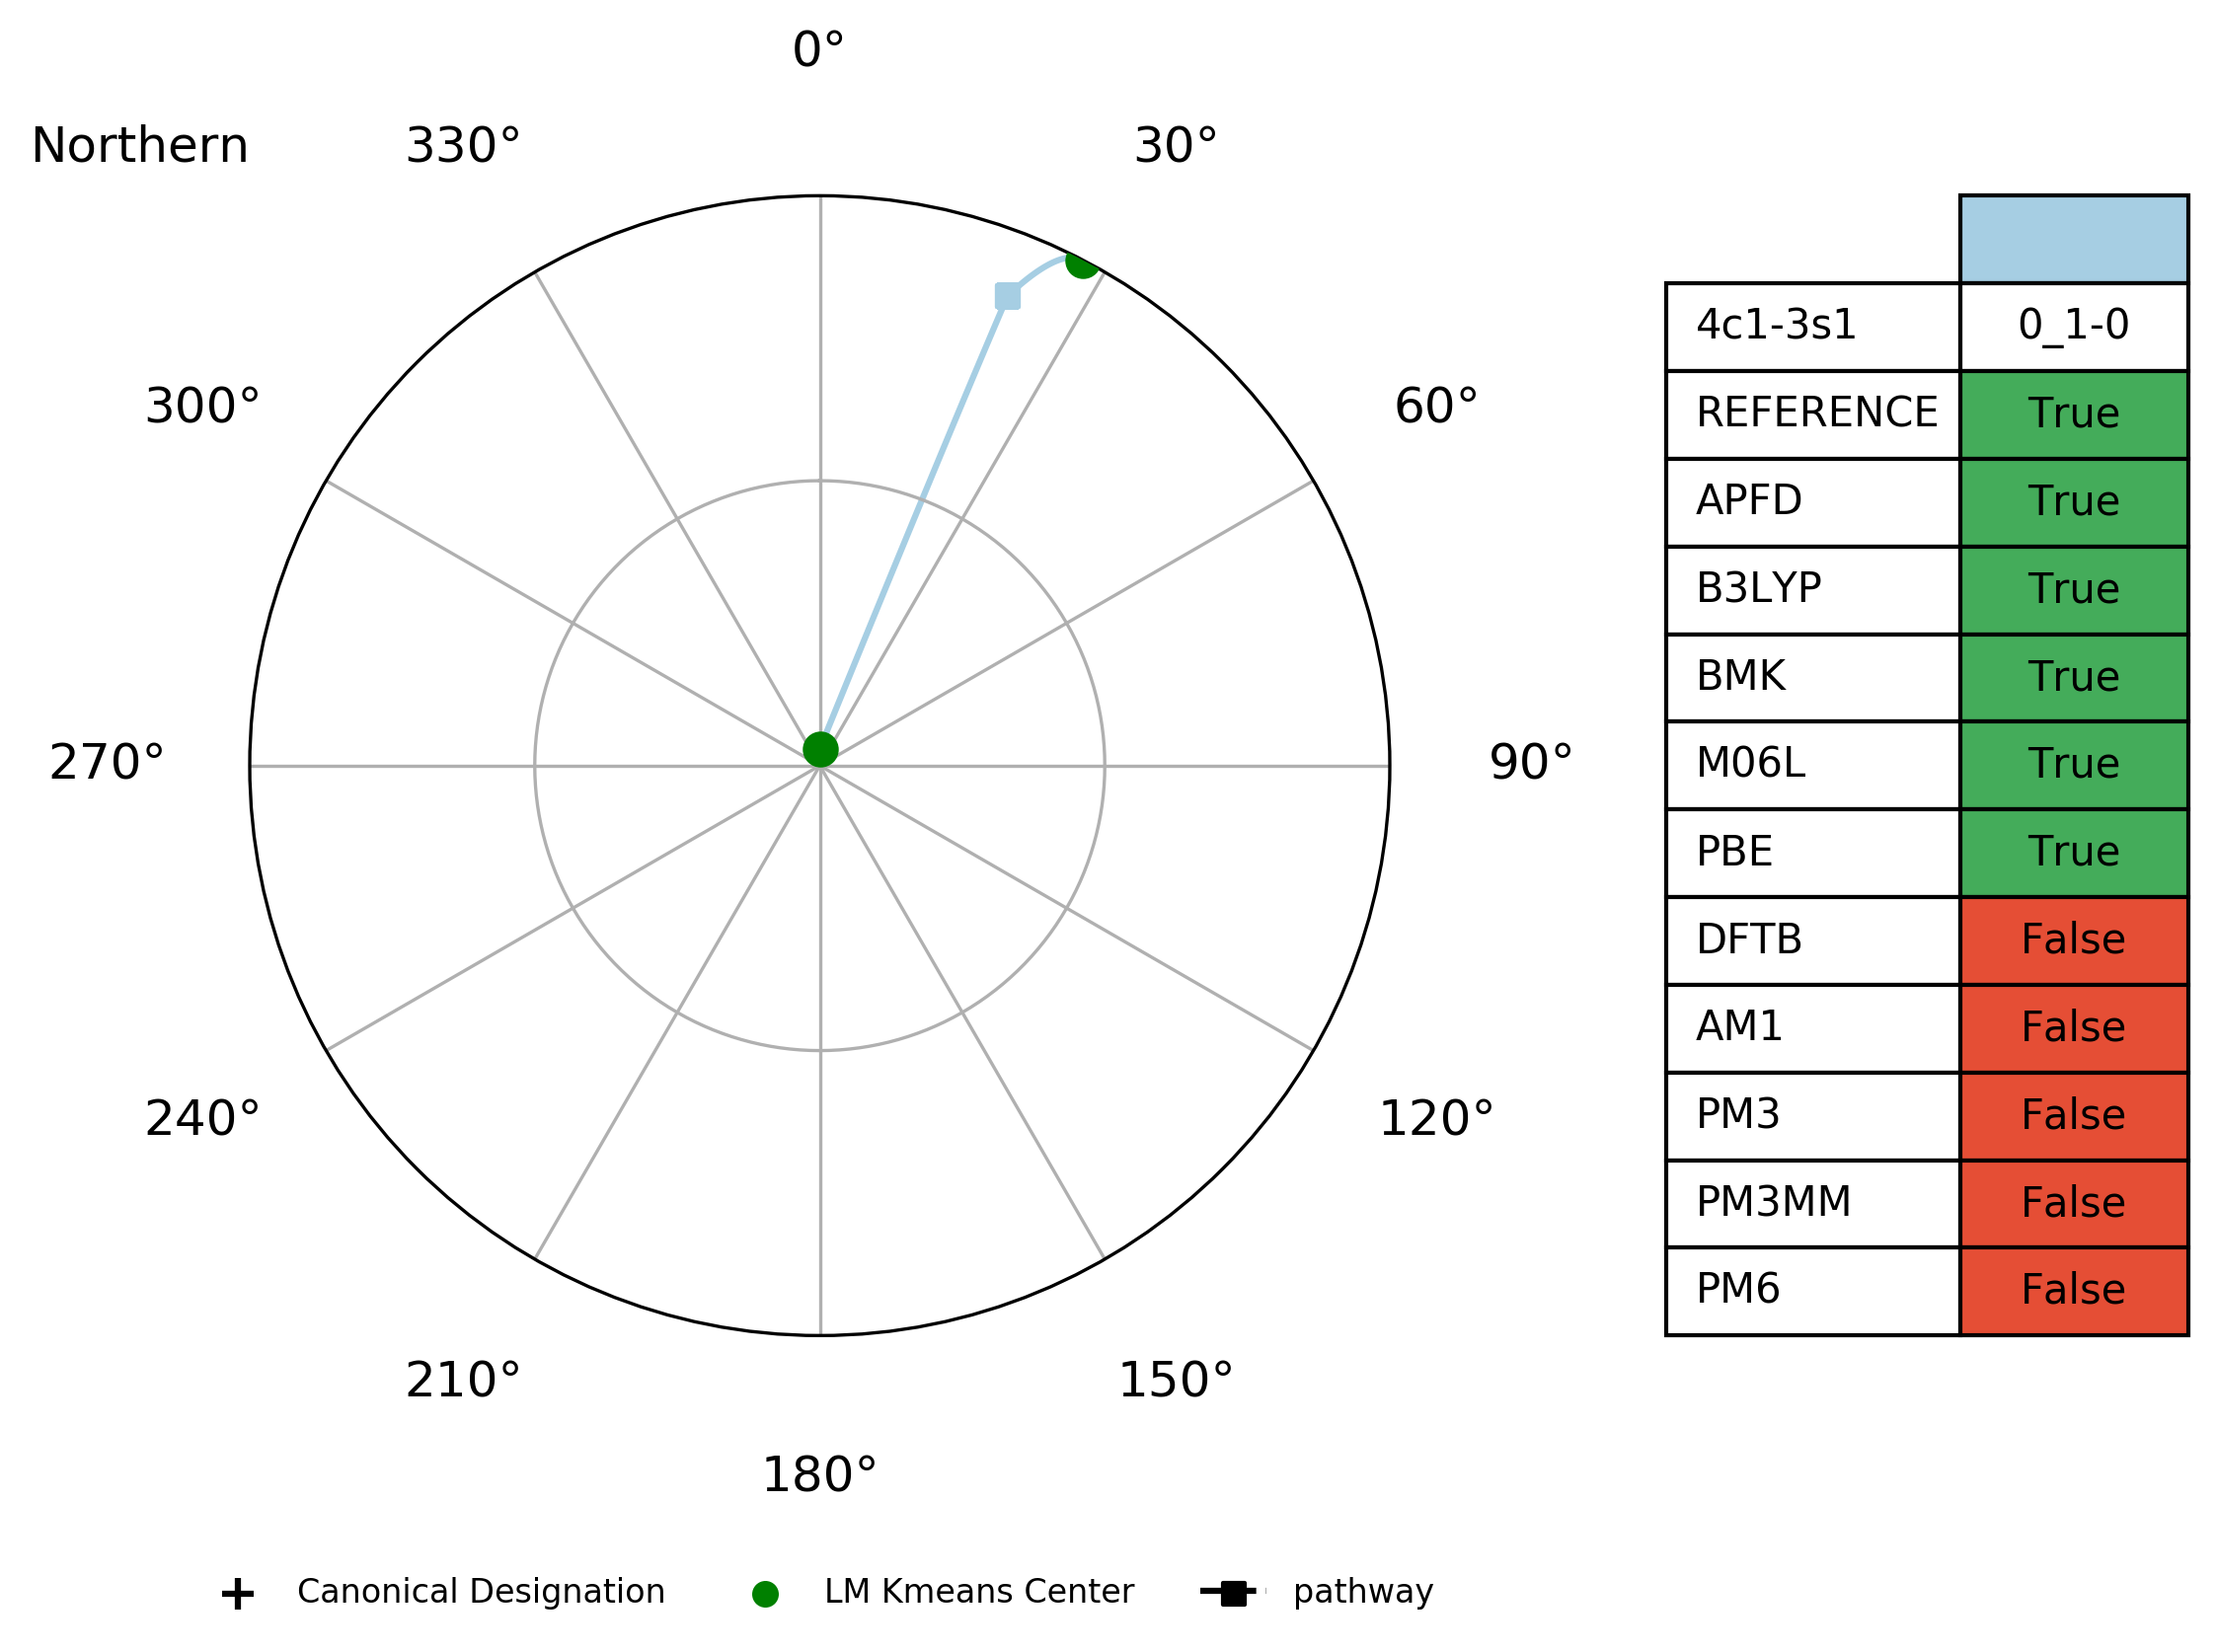 0°
Northern
330°
30°
300°
60°
270°
90°
240°
120°
210°
150°
180°
4c1-3s1 0_1-0
REFERENCE True
APFD True
B3LYP True
BMK True
M06L True
PBE True
DFTB False
AM1 False
PM3 False
PM3MM False
PM6 False
Canonical Designation LM Kmeans Center pathway